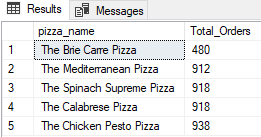 Results Messages
pizza_name Total_Orders
1 The Brie Carre Pizza 480
2 The Mediterranean Pizza 912
3 The Spinach Supreme Pizza 918
4 The Calabrese Pizza 918
5 The Chicken Pesto Pizza 938